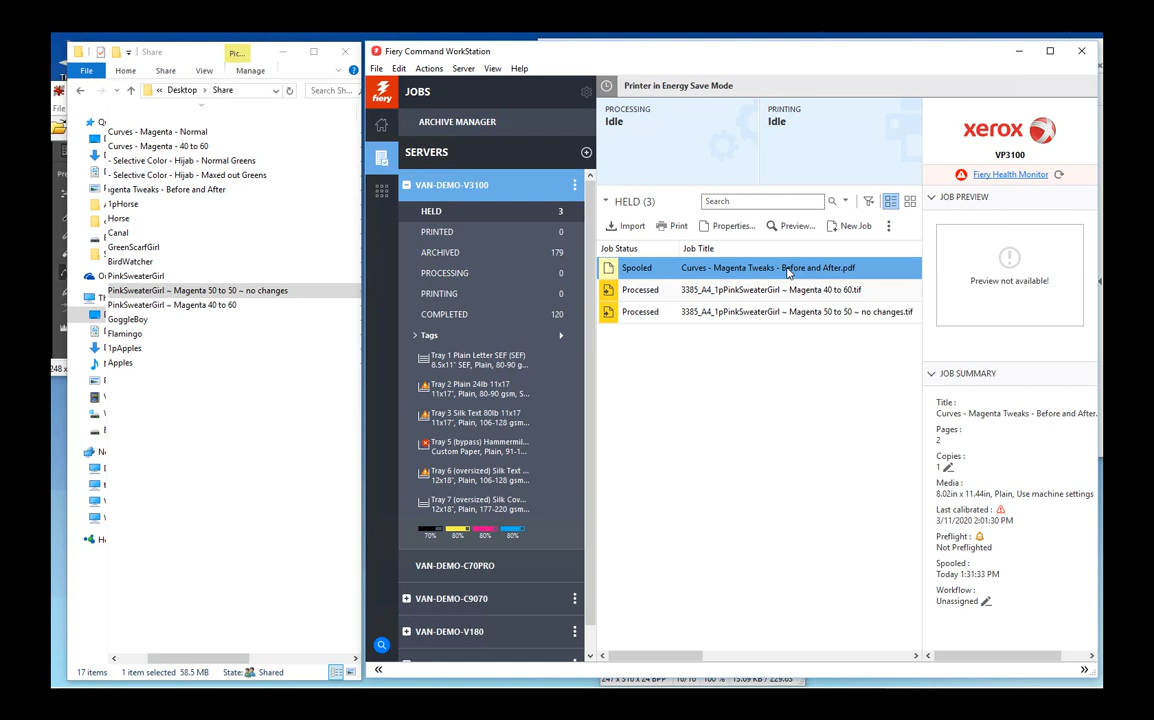 Share
Pic...
File
Home
Share
View
Manage
« Desktop > Share
Search Sh...
Curves - Magenta - Normal
Curves - Magenta - 40 to 60
- Selective Color - Hijab - Normal Greens
- Selective Color - Hijab - Maxed out Greens
genta Tweaks - Before and After
1pHorse
Horse
Canal
GreenScarfGirl
BirdWatcher
PinkSweaterGirl
PinkSweaterGirl ~ Magenta 50 to 50 ~ no changes
PinkSweaterGirl ~ Magenta 40 to 60
GoggleBoy
Flamingo
1pApples
Apples
17 items
1 item selected 58.5 MB
State: Shared
Fiery Command WorkStation
File Edit Actions Server View Help
fiery
JOBS
ARCHIVE MANAGER
SERVERS
VAN-DEMO-V3100
HELD 3
PRINTED 0
ARCHIVED 179
PROCESSING 0
PRINTING 0
COMPLETED 120
Tags
Tray 1 Plain Letter SEF (SEF)
8.5x11" SEF, Plain, 80-90 g...
Tray 2 Plain 24lb 11x17
11x17", Plain, 80-90 gsm, S...
Tray 3 Silk Text 80lb 11x17
11x17", Plain, 106-128 gsm...
Tray 5 (bypass) Hammermil...
Custom Paper, Plain, 91-1...
Tray 6 (oversized) Silk Text ...
12x18", Plain, 106-128 gsm...
Tray 7 (oversized) Silk Cov...
12x18", Plain, 177-220 gsm...
70% 80% 80% 80%
VAN-DEMO-C70PRO
VAN-DEMO-C9070
VAN-DEMO-V180
Printer in Energy Save Mode
PROCESSING
Idle
PRINTING
Idle
HELD (3)
Search
Import Print Properties... Preview... New Job
Job Status Job Title
Spooled Curves - Magenta Tweaks - Before and After.pdf
Processed 3385_A4_1pPinkSweaterGirl ~ Magenta 40 to 60.tif
Processed 3385_A4_1pPinkSweaterGirl ~ Magenta 50 to 50 ~ no changes.tif
xerox
VP3100
Fiery Health Monitor
JOB PREVIEW
Preview not available!
JOB SUMMARY
Title :
Curves - Magenta Tweaks - Before and After.
Pages :
2
Copies :
1
Media :
8.02in x 11.44in, Plain, Use machine settings
Last calibrated :
3/11/2020 2:01:30 PM
Preflight :
Not Preflighted
Spooled :
Today 1:31:33 PM
Workflow :
Unassigned